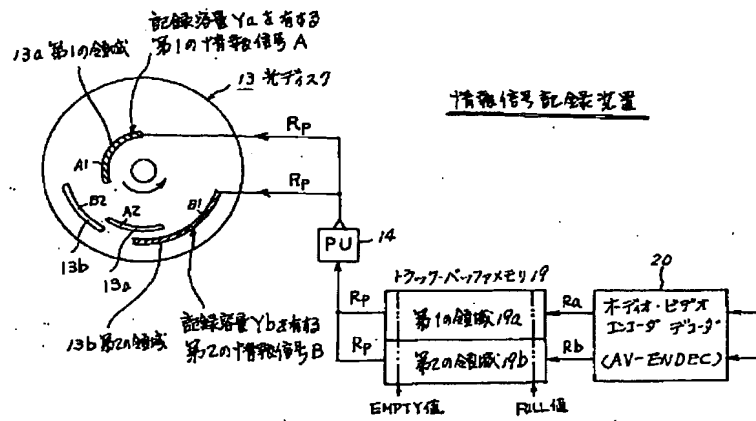 記録容量Yaを有する
第1の情報信号A
13a 第1の領域
13 光ディスク
情報信号記録装置
RP
A1
RP
B2
A2
B1
13b
13a
PU
14
トラック・バッファメモリ19
20
RP
第1の領域19a
Ra
オーディオ・ビデオ
エンコーダ デコーダ
(AV-ENDEC)
RP
第2の領域19b
Rb
13b 第2の領域
記録容量Ybを有する
第2の情報信号B
EMPTY値
FULL値